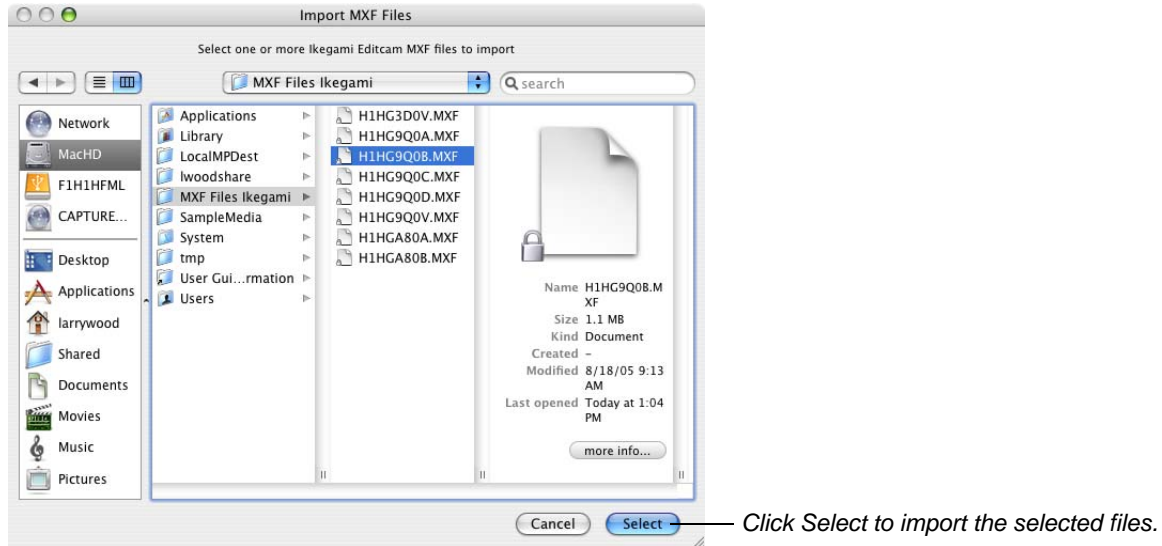 Import MXF Files
Select one or more Ikegami Editcam MXF files to import
MXF Files Ikegami
search
Network
MacHD
F1H1HFML
CAPTURE...
Desktop
Applications
larrywood
Shared
Documents
Movies
Music
Pictures
Applications
Library
LocalMPDest
lwoodshare
MXF Files Ikegami
SampleMedia
System
tmp
User Gui...rmation
Users
H1HG3D0V.MXF
H1HG9Q0A.MXF
H1HG9Q0B.MXF
H1HG9Q0C.MXF
H1HG9Q0D.MXF
H1HG9Q0V.MXF
H1HGA80A.MXF
H1HGA80B.MXF
Name H1HG9Q0B.M
XF
Size 1.1 MB
Kind Document
Created –
Modified 8/18/05 9:13
AM
Last opened Today at 1:04
PM
more info...
Cancel
Select
Click Select to import the selected files.